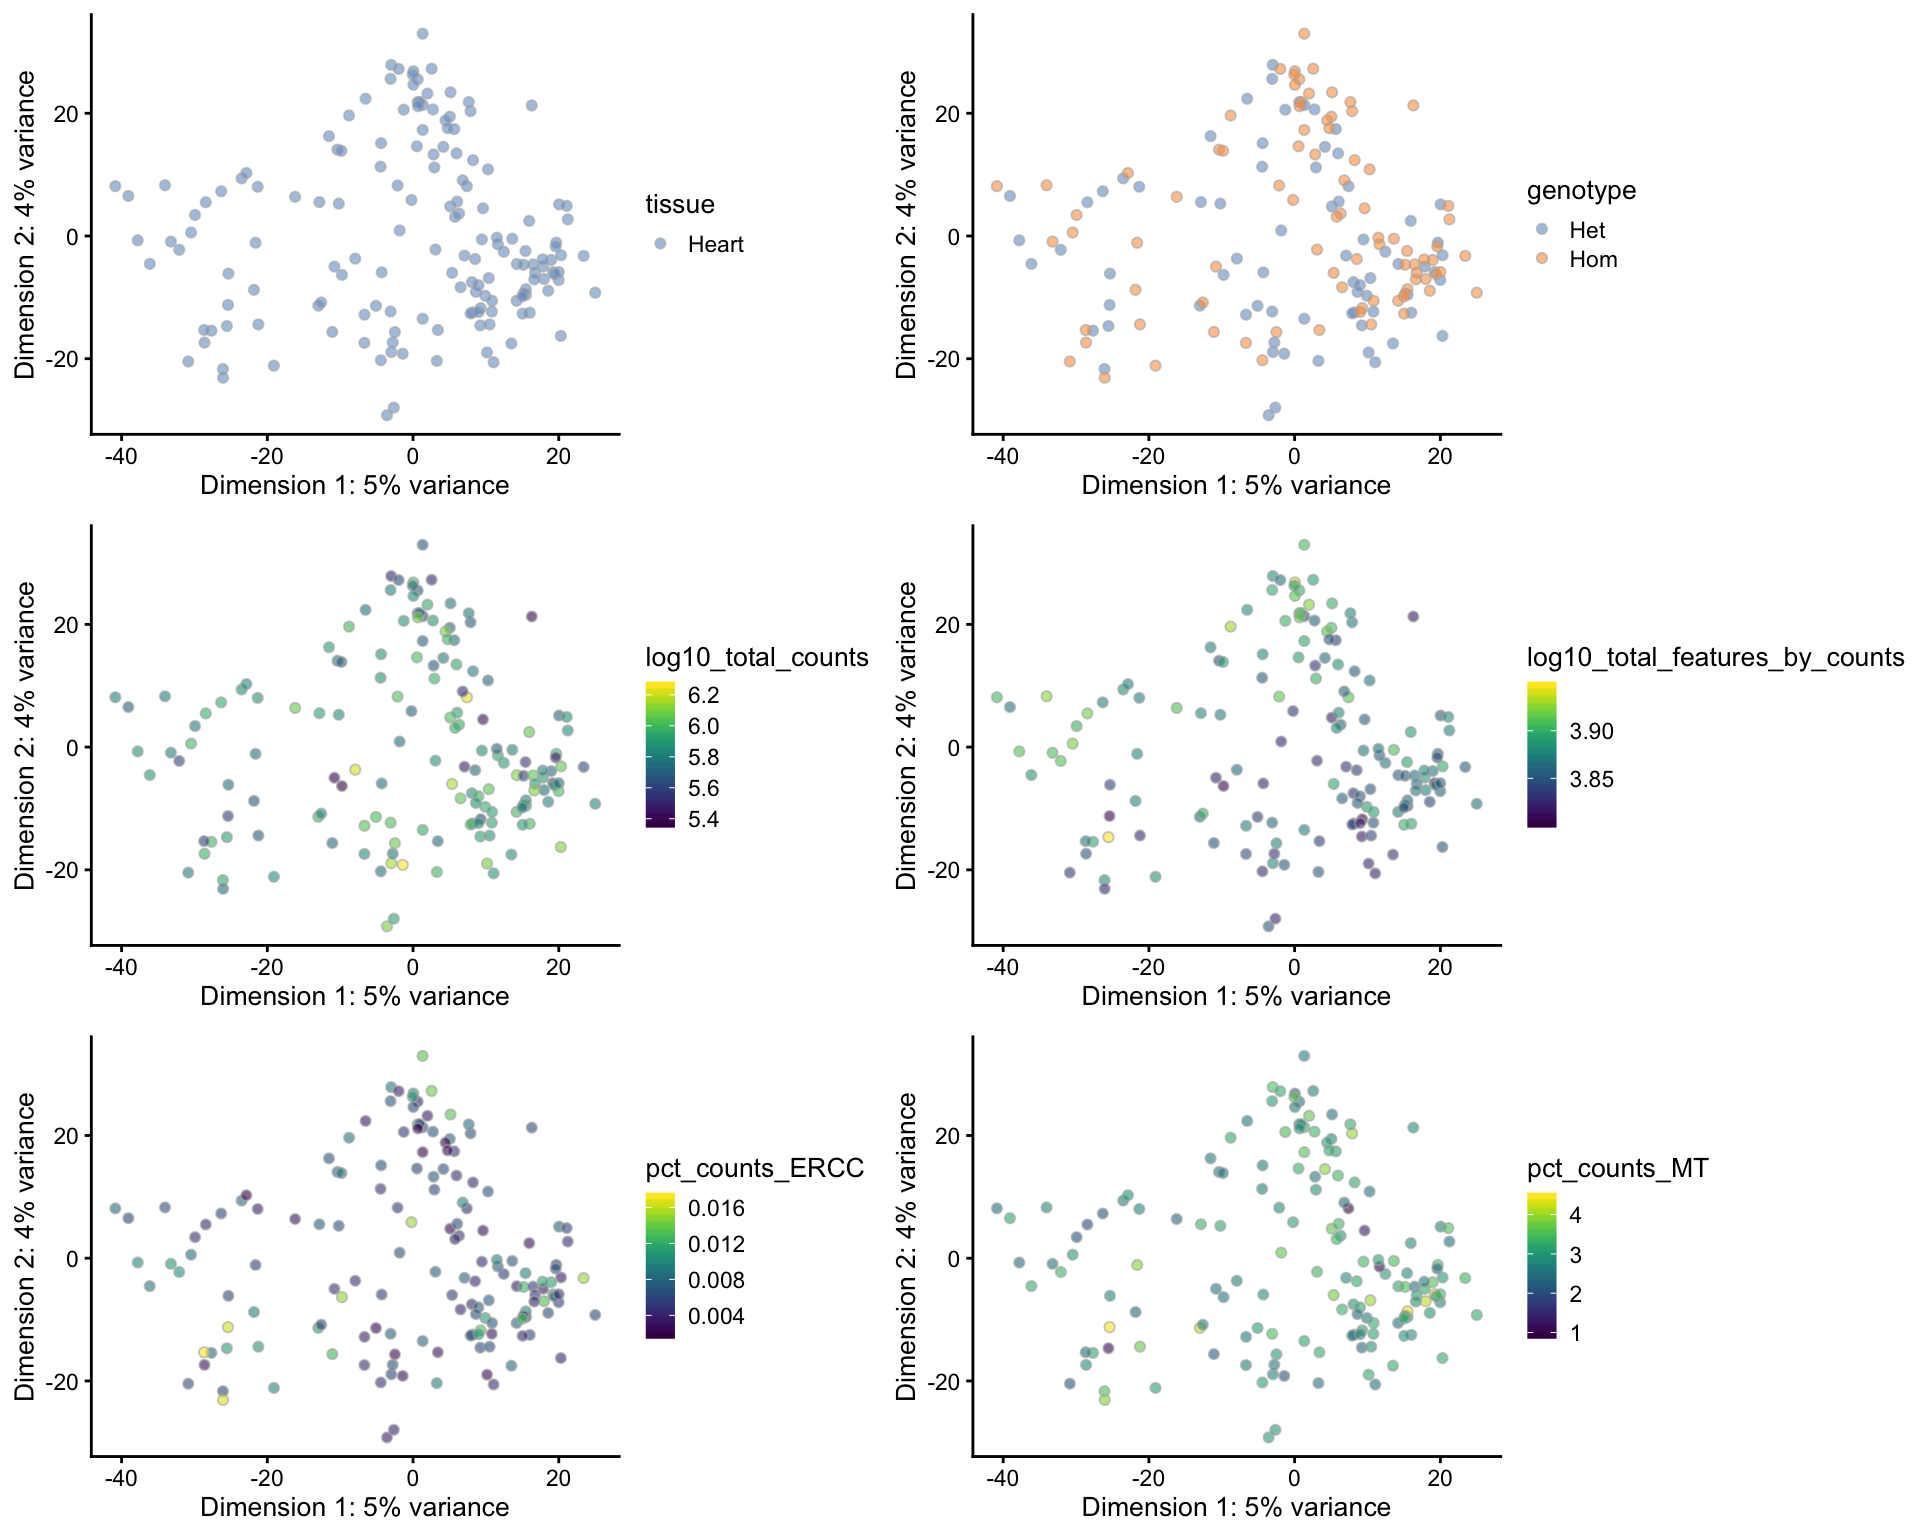 Dimension 2: 4% variance
20
0
-20
-40
-20
0
20
Dimension 1: 5% variance
tissue
Heart
Dimension 2: 4% variance
20
0
-20
-40
-20
0
20
Dimension 1: 5% variance
genotype
Het
Hom
Dimension 2: 4% variance
20
0
-20
-40
-20
0
20
Dimension 1: 5% variance
log10_total_counts
6.2
6.0
5.8
5.6
5.4
Dimension 2: 4% variance
20
0
-20
-40
-20
0
20
Dimension 1: 5% variance
log10_total_features_by_counts
3.90
3.85
Dimension 2: 4% variance
20
0
-20
-40
-20
0
20
Dimension 1: 5% variance
pct_counts_ERCC
0.016
0.012
0.008
0.004
Dimension 2: 4% variance
20
0
-20
-40
-20
0
20
Dimension 1: 5% variance
pct_counts_MT
4
3
2
1